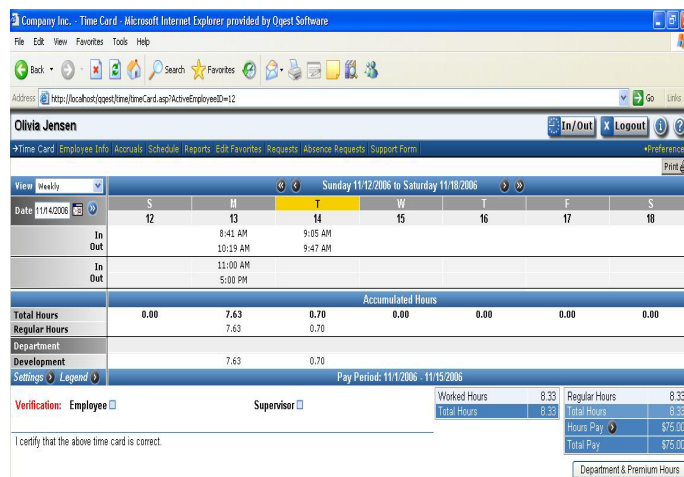 Company Inc. - Time Card - Microsoft Internet Explorer provided by Qqest Software
File Edit View Favorites Tools Help
Back Search Favorites
Address http://localhost/qqest/time/timeCard.asp?ActiveEmployeeID=12 Go Links
Olivia Jensen In/Out X Logout i ?
→Time Card Employee Info Accruals Schedule Reports Edit Favorites Requests Absence Requests Support Form •Preference
Print
View Weekly Sunday 11/12/2006 to Saturday 11/18/2006
Date 11/14/2006 S M T W T F S
12 13 14 15 16 17 18
In 8:41 AM 9:05 AM
Out 10:19 AM 9:47 AM
In 11:00 AM
Out 5:00 PM
Accumulated Hours
Total Hours 0.00 7.63 0.70 0.00 0.00 0.00 0.00
Regular Hours 7.63 0.70
Department
Development 7.63 0.70
Settings Legend Pay Period: 11/1/2006 - 11/15/2006
Verification: Employee Supervisor
I certify that the above time card is correct.
Worked Hours 8.33
Total Hours 8.33
Regular Hours 8.33
Total Hours 8.33
Hours Pay $75.00
Total Pay $75.00
Department & Premium Hours